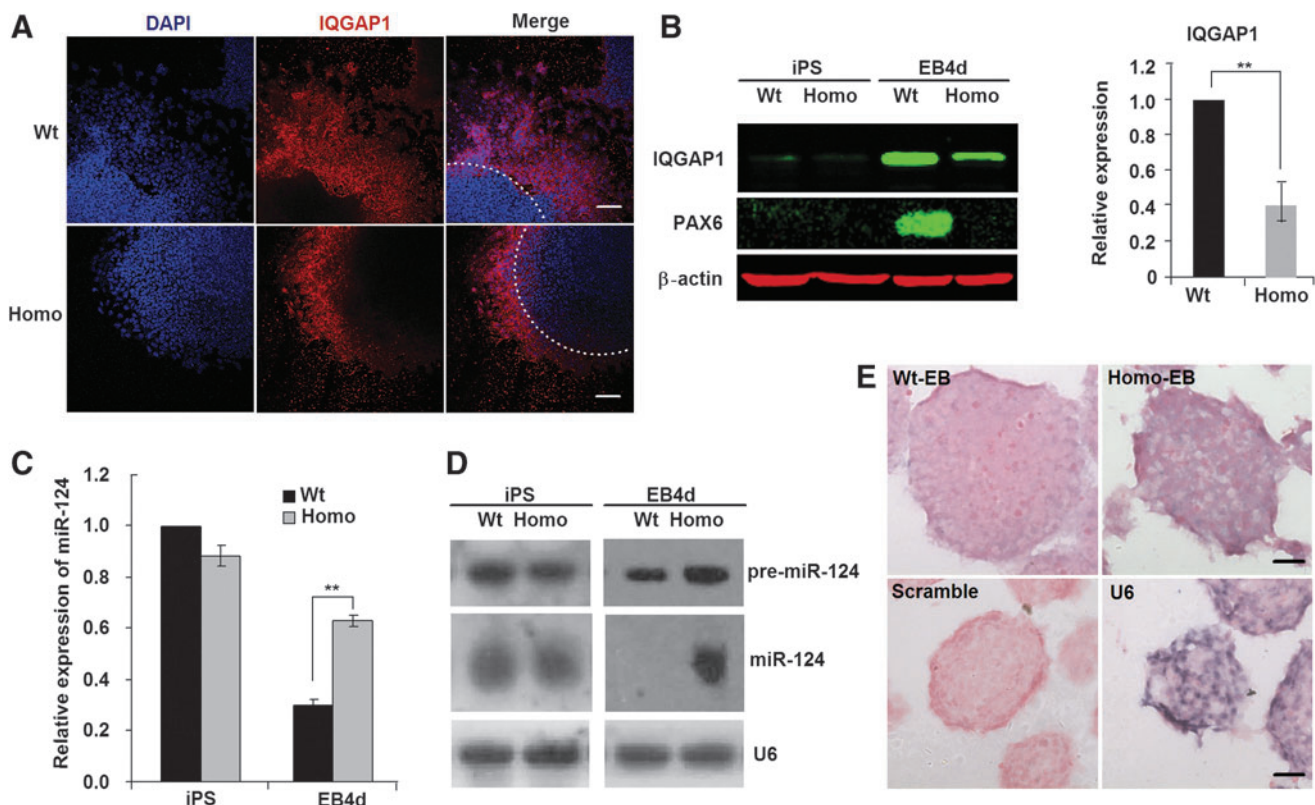 A
DAPI IQGAP1 Merge
Wt
Homo
B
iPS EB4d
Wt Homo Wt Homo
IQGAP1
PAX6
β-actin
IQGAP1
**
Relative expression
1.2
1.0
0.8
0.6
0.4
0.2
0
Wt Homo
C
Relative expression of miR-124
1.2
1.0
0.8
0.6
0.4
0.2
0.0
Wt
Homo
**
iPS EB4d
D
iPS EB4d
Wt Homo Wt Homo
pre-miR-124
miR-124
U6
E
Wt-EB Homo-EB
Scramble U6